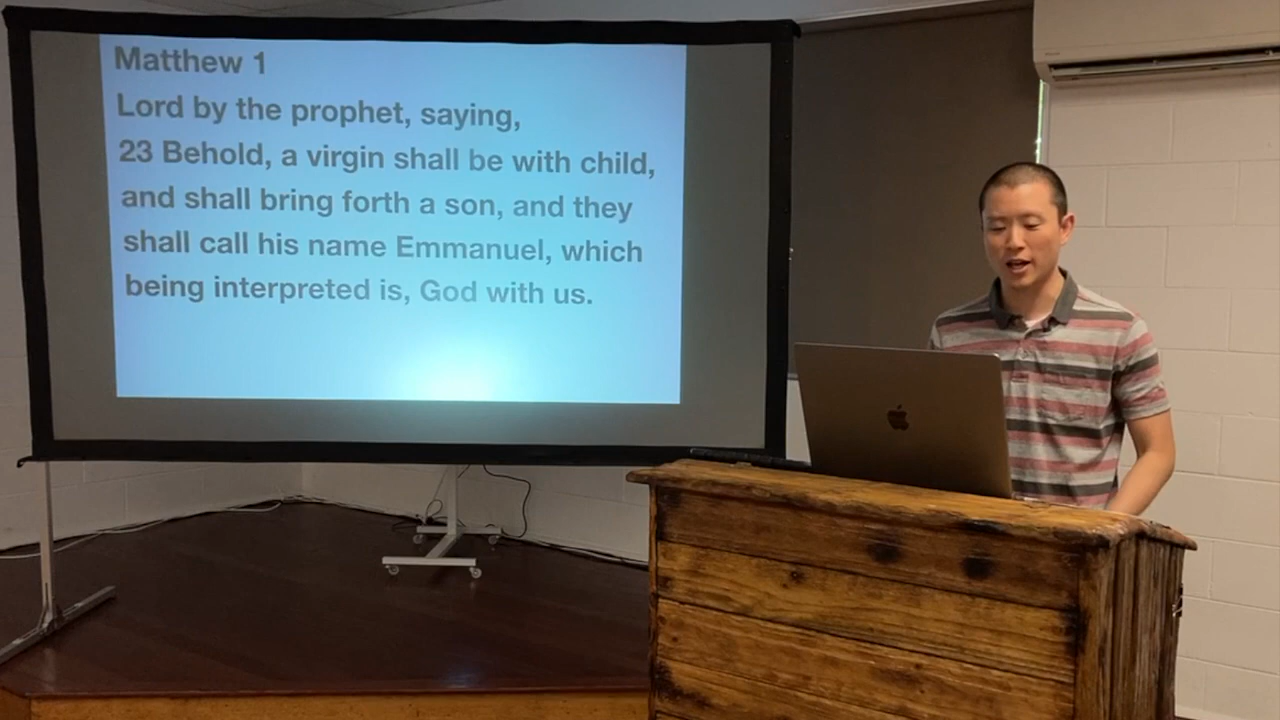 Matthew 1
Lord by the prophet, saying,
23 Behold, a virgin shall be with child,
and shall bring forth a son, and they
shall call his name Emmanuel, which
being interpreted is, God with us.